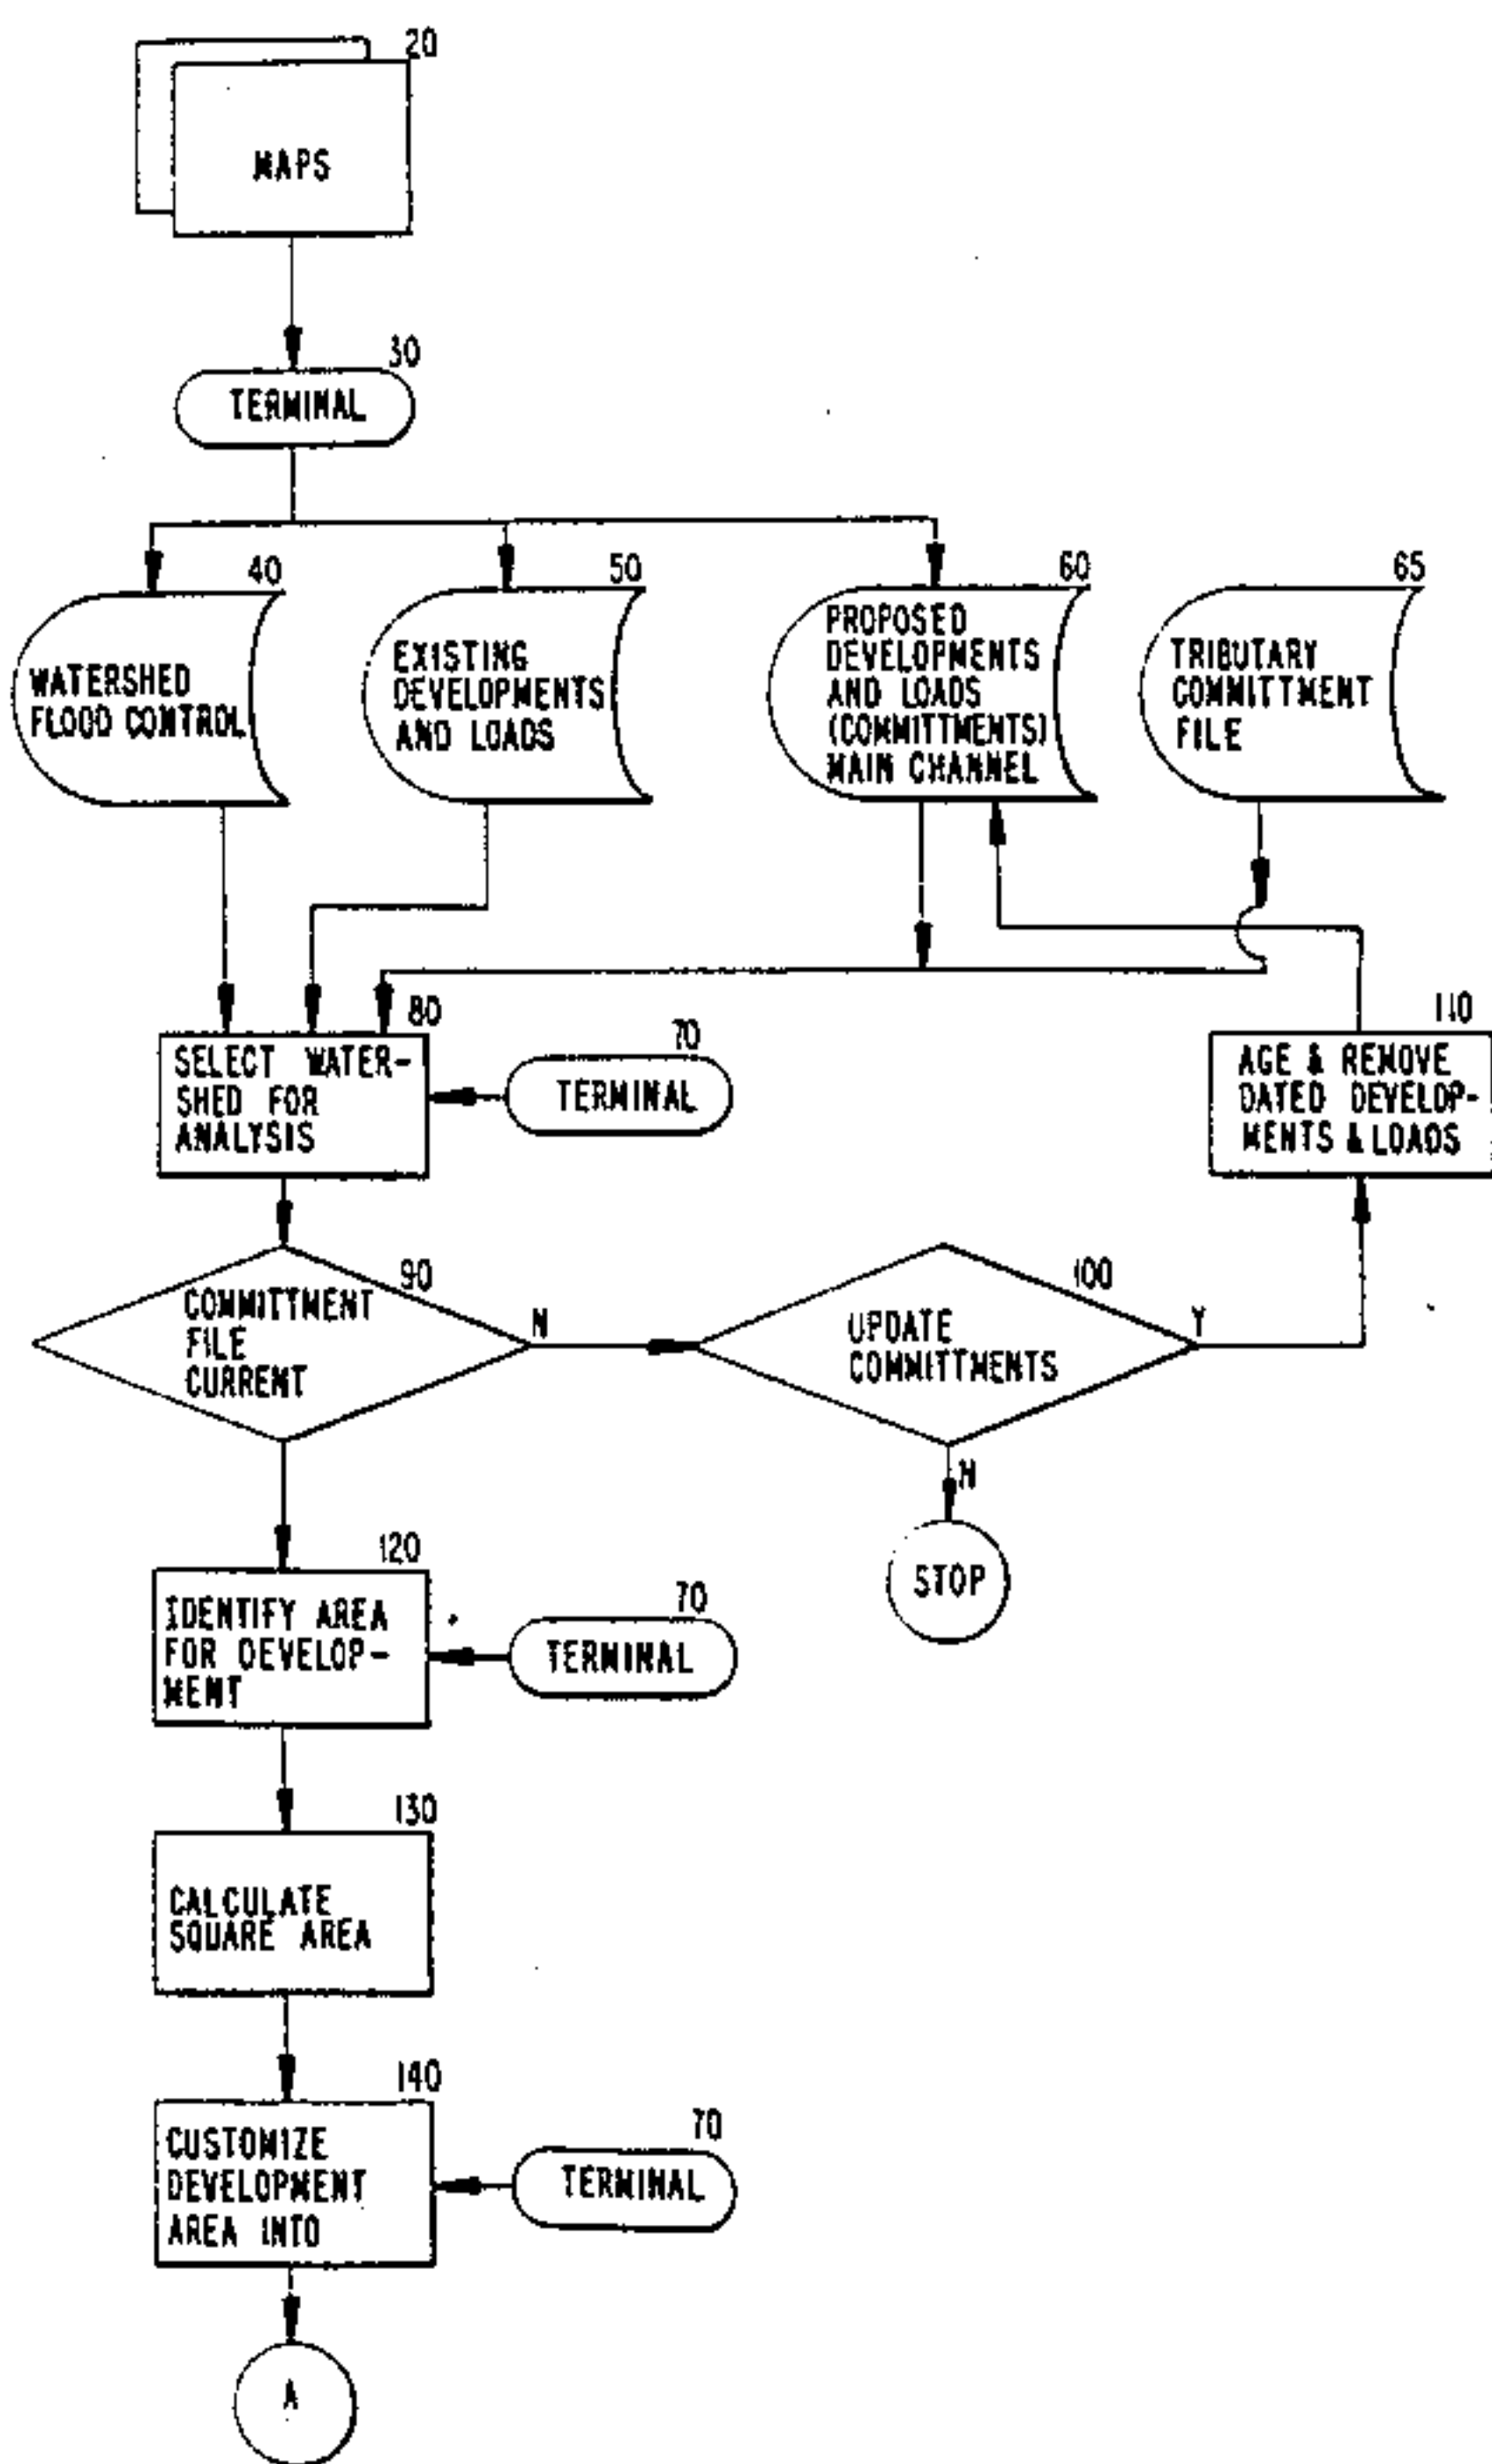 20
MAPS
30
TERMINAL
40
WATERSHED
FLOOD CONTROL
50
EXISTING
DEVELOPMENTS
AND LOADS
60
PROPOSED
DEVELOPMENTS
AND LOADS
(COMMITTMENTS)
MAIN CHANNEL
65
TRIBUTARY
COMMITTMENT
FILE
80
SELECT WATER-
SHED FOR
ANALYSIS
70
TERMINAL
110
AGE & REMOVE
DATED DEVELOP-
MENTS & LOADS
90
COMMITTMENT
FILE
CURRENT
N
100
UPDATE
COMMITTMENTS
Y
N
STOP
120
IDENTIFY AREA
FOR DEVELOP-
MENT
70
TERMINAL
130
CALCULATE
SQUARE AREA
140
CUSTOMIZE
DEVELOPMENT
AREA INTO
70
TERMINAL
A